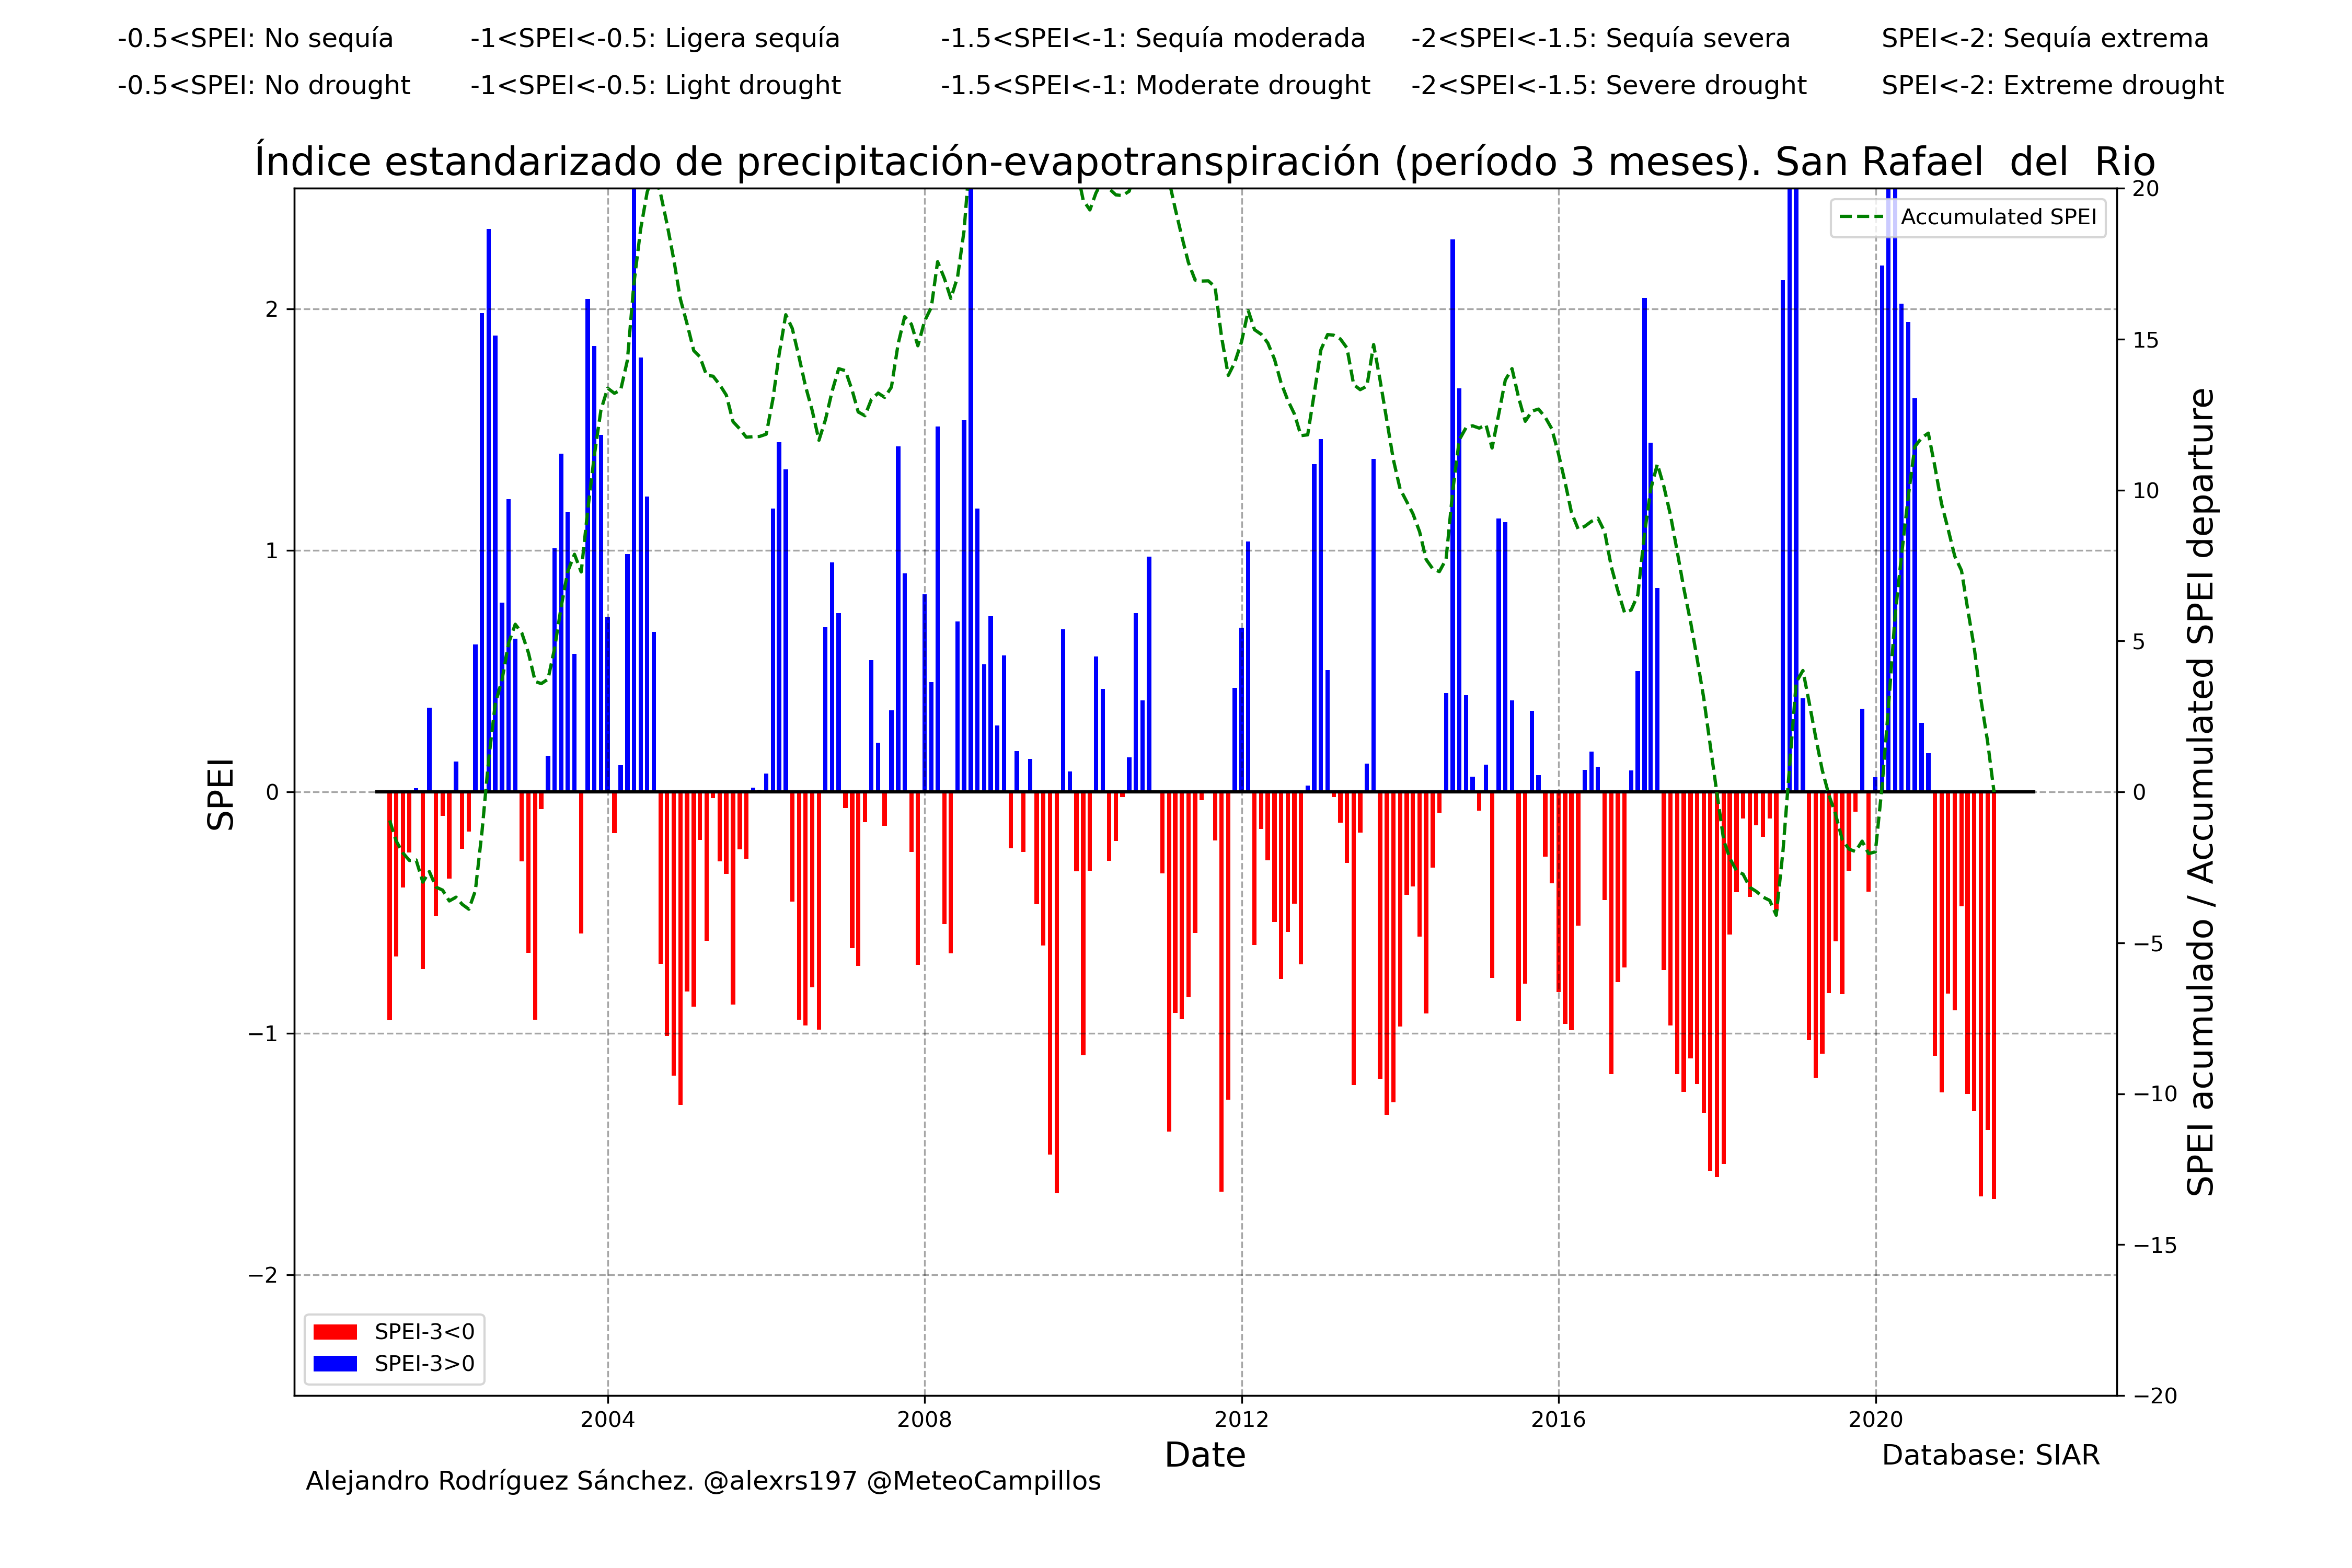 -0.5<SPEI: No sequía -1<SPEI<-0.5: Ligera sequía -1.5<SPEI<-1: Sequía moderada -2<SPEI<-1.5: Sequía severa SPEI<-2: Sequía extrema
-0.5<SPEI: No drought -1<SPEI<-0.5: Light drought -1.5<SPEI<-1: Moderate drought -2<SPEI<-1.5: Severe drought SPEI<-2: Extreme drought
Índice estandarizado de precipitación-evapotranspiración (período 3 meses). San Rafael  del  Rio
Accumulated SPEI
SPEI
2
1
0
−1
−2
20
15
10
5
0
−5
−10
−15
−20
SPEI acumulado / Accumulated SPEI departure
SPEI-3<0
SPEI-3>0
2004 2008 2012 2016 2020
Date
Database: SIAR
Alejandro Rodríguez Sánchez. @alexrs197 @MeteoCampillos